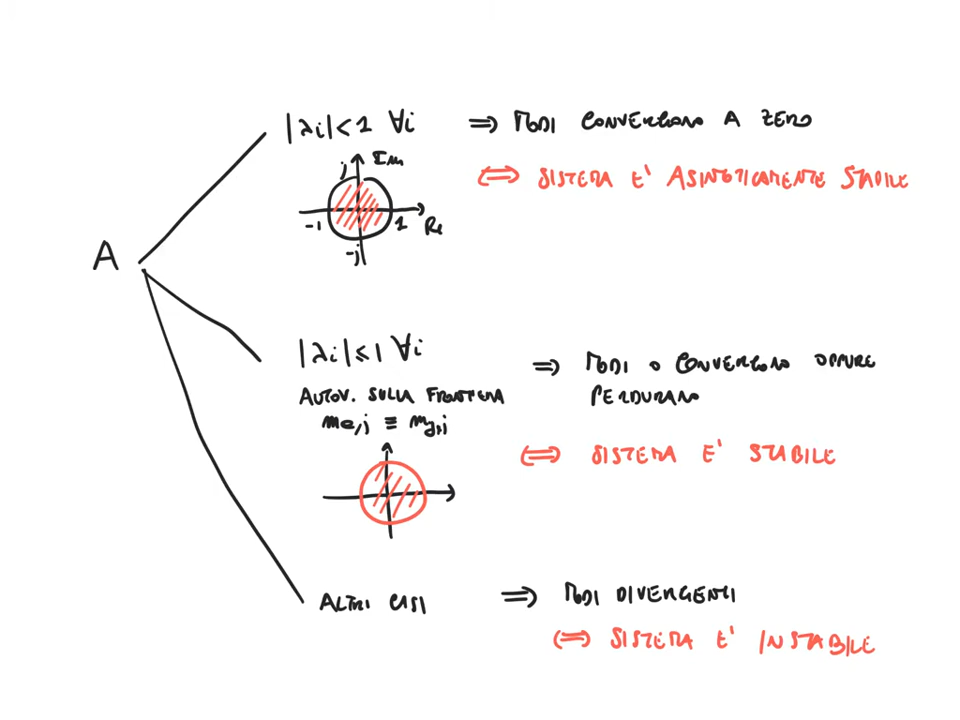 |λi|<1 ∀i ⇒ MODI CONVERGONO A ZERO
j Im
⇔ SISTEMA E' ASINTOTICAMENTE STABILE
-1 1 Re
-j
A
|λi|≤1 ∀i ⇒ MODI O CONVERGONO OPPURE
PERDURANO
AUTOV. SULLA FRONTIERA
ma,j ≡ mg,j
⇔ SISTEMA E' STABILE
ALTRI CASI ⇒ MODI DIVERGENTI
⇔ SISTEMA E' INSTABILE